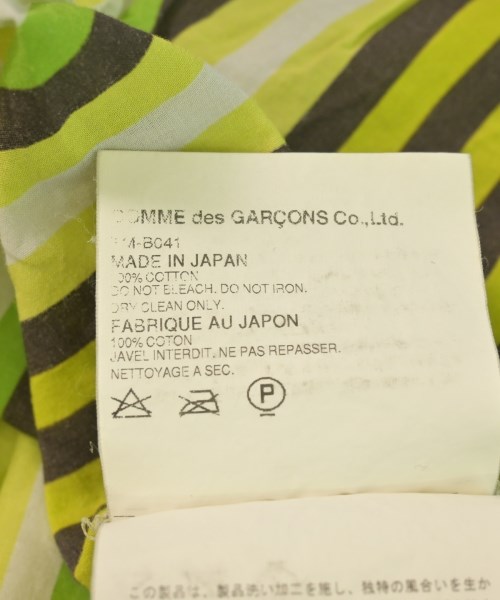 COMME des GARÇONS Co.,Ltd.
M-B041
MADE IN JAPAN
100% COTTON
DO NOT BLEACH. DO NOT IRON.
DRY CLEAN ONLY.
FABRIQUE AU JAPON
100% COTON
JAVEL INTERDIT. NE PAS REPASSER.
NETTOYAGE A SEC.
P
この製品は、製品洗い加工を施し、独特の風合いを生か